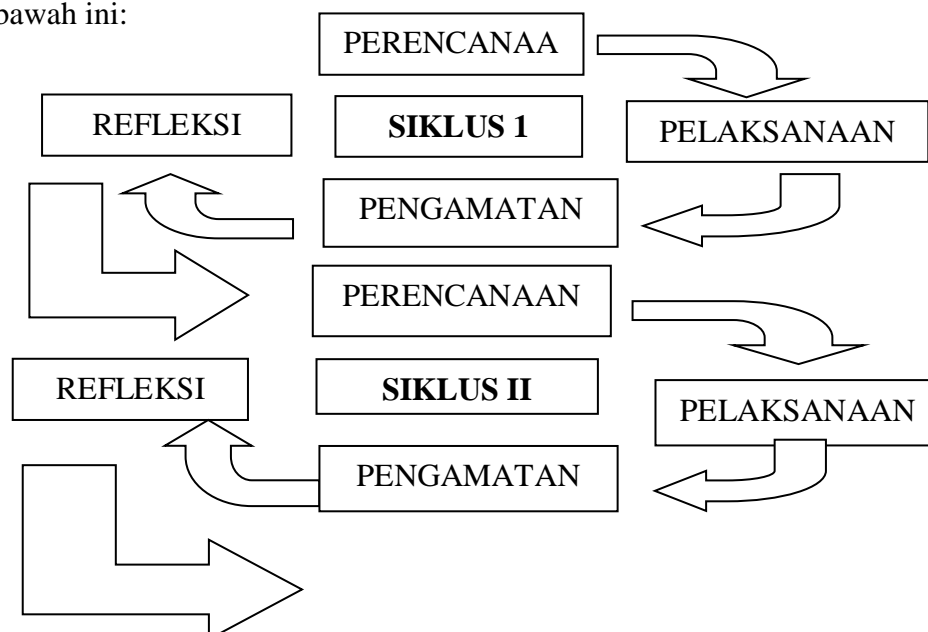 bawah ini:
PERENCANAA
REFLEKSI
SIKLUS 1
PELAKSANAAN
PENGAMATAN
PERENCANAAN
REFLEKSI
SIKLUS II
PELAKSANAAN
PENGAMATAN